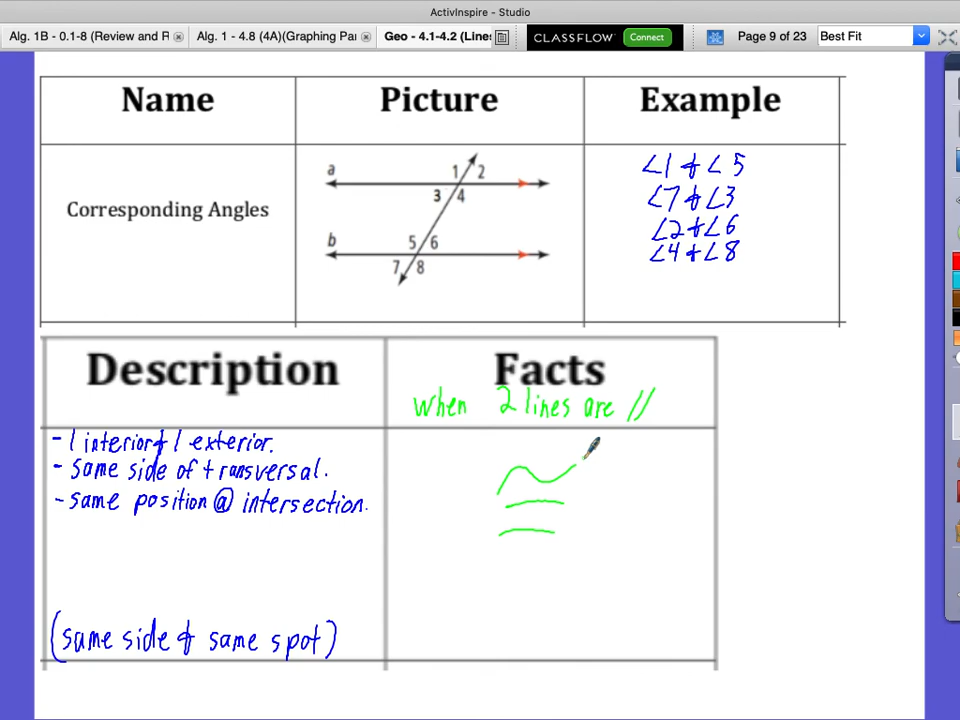 ActivInspire - Studio
Alg. 1B - 0.1-8 (Review and R
Alg. 1 - 4.8 (4A)(Graphing Par
Geo - 4.1-4.2 (Lines
CLASSFLOW Connect
Page 9 of 23
Best Fit
Name Picture Example
Corresponding Angles
a 1 2
3 4
b 5 6
7 8
∠1 & ∠5
∠7 & ∠3
∠2 & ∠6
∠4 & ∠8
Description Facts
when 2 lines are //
- 1 interior & 1 exterior.
- same side of transversal.
- same position @ intersection.
≅
(same side & same spot)